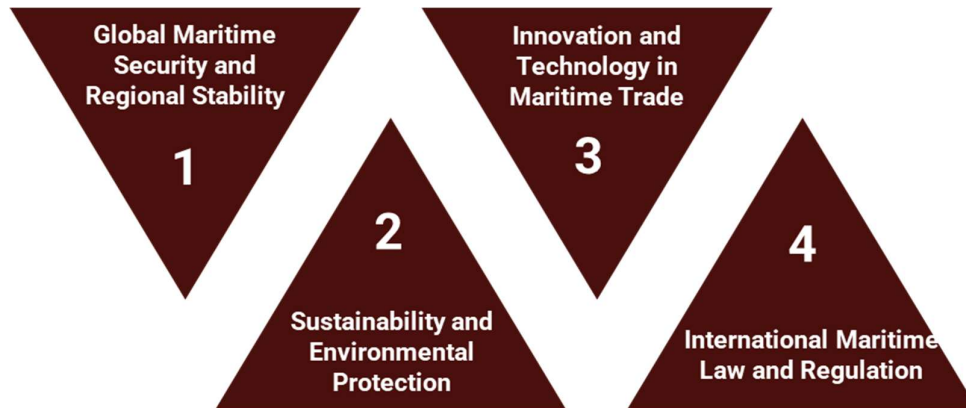 Global Maritime
Security and
Regional Stability
1
2
Sustainability and
Environmental
Protection
Innovation and
Technology in
Maritime Trade
3
4
International Maritime
Law and Regulation